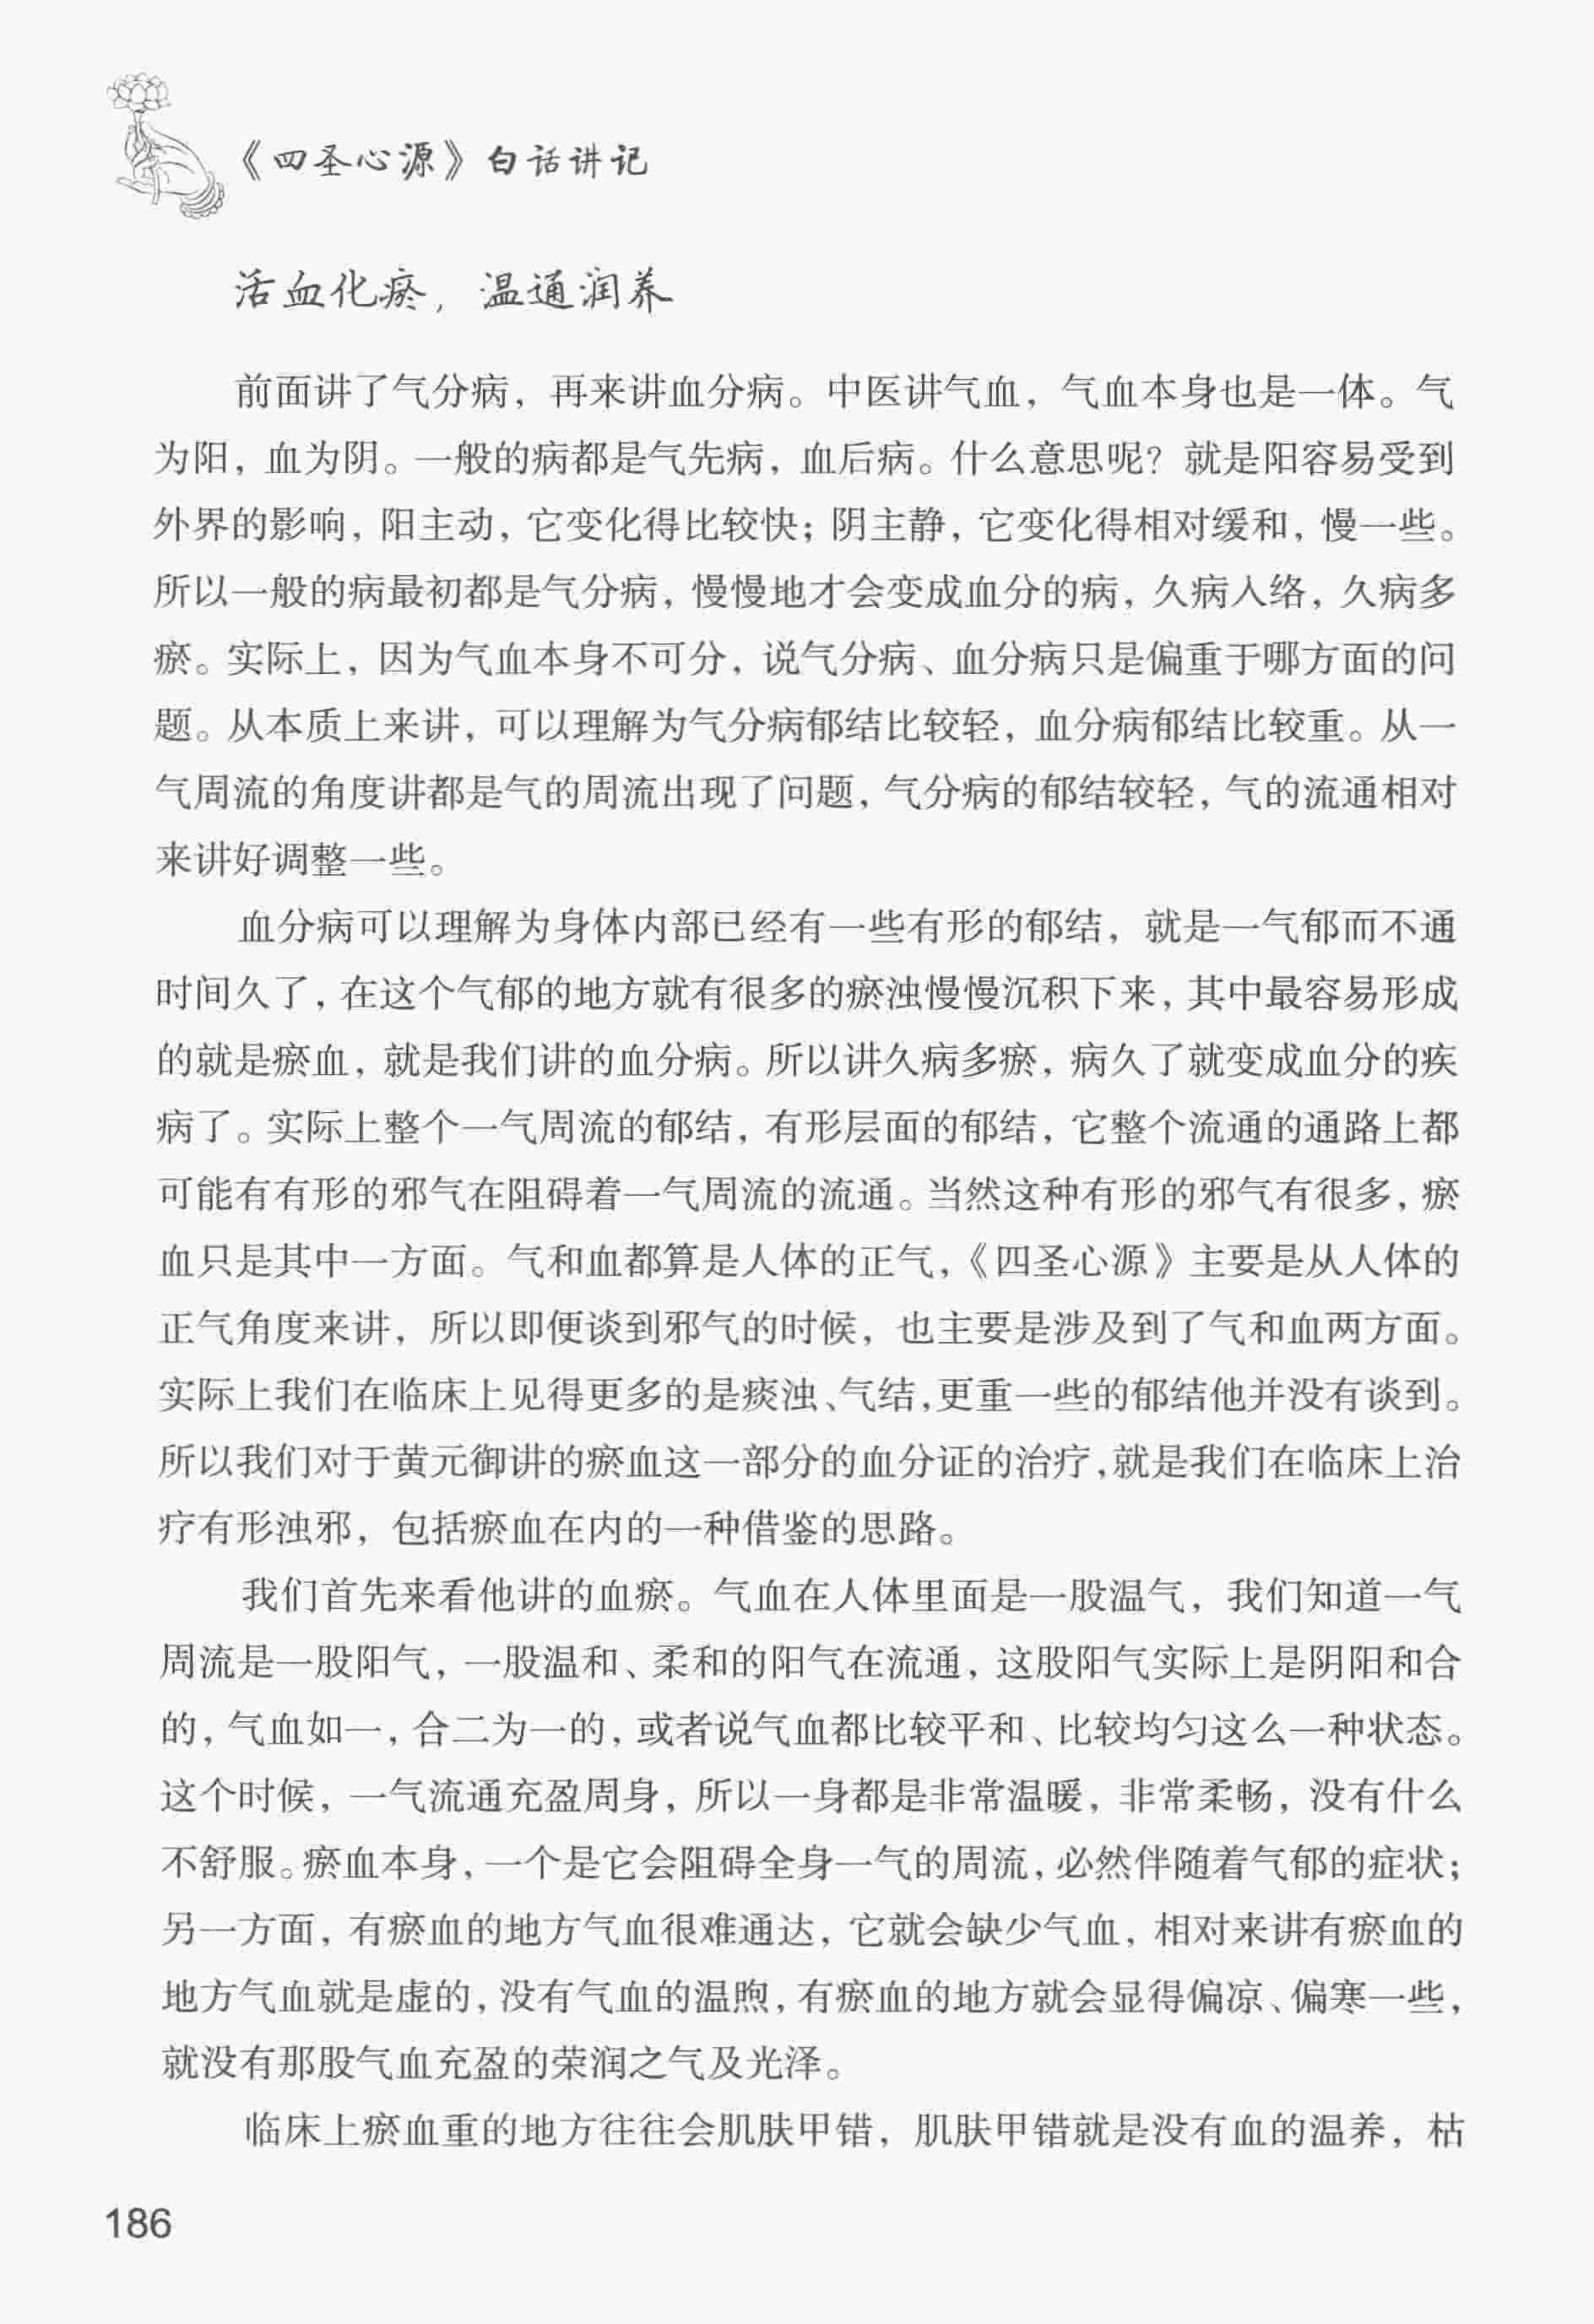 《四圣心源》白话讲记
活血化瘀，温通润养
前面讲了气分病，再来讲血分病。中医讲气血，气血本身也是一体。气
为阳，血为阴。一般的病都是气先病，血后病。什么意思呢？就是阳容易受到
外界的影响，阳主动，它变化得比较快；阴主静，它变化得相对缓和，慢一些。
所以一般的病最初都是气分病，慢慢地才会变成血分的病，久病入络，久病多
瘀。实际上，因为气血本身不可分，说气分病、血分病只是偏重于哪方面的问
题。从本质上来讲，可以理解为气分病郁结比较轻，血分病郁结比较重。从一
气周流的角度讲都是气的周流出现了问题，气分病的郁结较轻，气的流通相对
来讲好调整一些。
血分病可以理解为身体内部已经有一些有形的郁结，就是一气郁而不通
时间久了，在这个气郁的地方就有很多的瘀浊慢慢沉积下来，其中最容易形成
的就是瘀血，就是我们讲的血分病。所以讲久病多瘀，病久了就变成血分的疾
病了。实际上整个一气周流的郁结，有形层面的郁结，它整个流通的通路上都
可能有有形的邪气在阻碍着一气周流的流通。当然这种有形的邪气有很多，瘀
血只是其中一方面。气和血都算是人体的正气，《四圣心源》主要是从人体的
正气角度来讲，所以即便谈到邪气的时候，也主要是涉及到了气和血两方面。
实际上我们在临床上见得更多的是痰浊、气结，更重一些的郁结他并没有谈到。
所以我们对于黄元御讲的瘀血这一部分的血分证的治疗，就是我们在临床上治
疗有形浊邪，包括瘀血在内的一种借鉴的思路。
我们首先来看他讲的血瘀。气血在人体里面是一股温气，我们知道一气
周流是一股阳气，一股温和、柔和的阳气在流通，这股阳气实际上是阴阳和合
的，气血如一，合二为一的，或者说气血都比较平和、比较均匀这么一种状态。
这个时候，一气流通充盈周身，所以一身都是非常温暖，非常柔畅，没有什么
不舒服。瘀血本身，一个是它会阻碍全身一气的周流，必然伴随着气郁的症状；
另一方面，有瘀血的地方气血很难通达，它就会缺少气血，相对来讲有瘀血的
地方气血就是虚的，没有气血的温煦，有瘀血的地方就会显得偏凉、偏寒一些，
就没有那股气血充盈的荣润之气及光泽。
临床上瘀血重的地方往往会肌肤甲错，肌肤甲错就是没有血的温养，枯
186